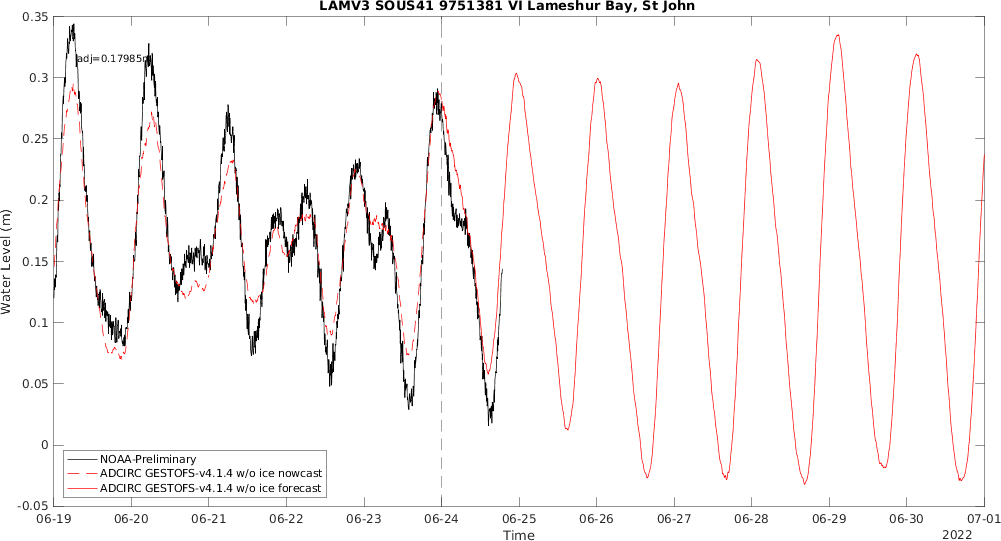 LAMV3 SOUS41 9751381 VI Lameshur Bay, St John
0.35
adj=0.17985m
0.3
0.25
0.2
0.15
0.1
0.05
0
-0.05
Water Level (m)
NOAA-Preliminary
ADCIRC GESTOFS-v4.1.4 w/o ice nowcast
ADCIRC GESTOFS-v4.1.4 w/o ice forecast
06-19 06-20 06-21 06-22 06-23 06-24 06-25 06-26 06-27 06-28 06-29 06-30 07-01
Time
2022